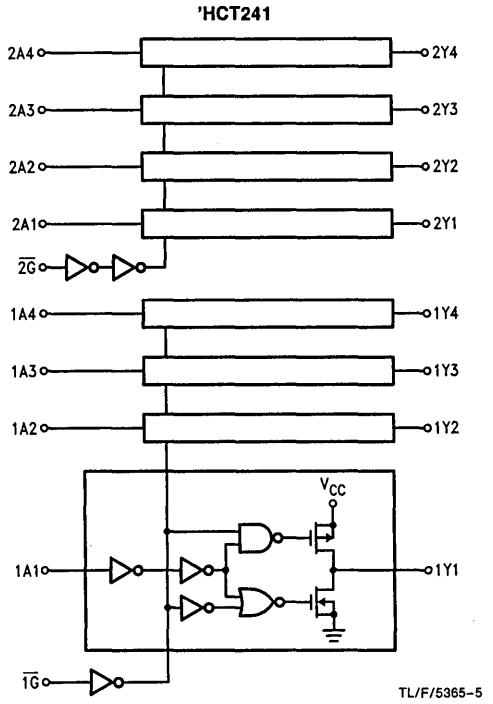 'HCT241
2A4 2Y4
2A3 2Y3
2A2 2Y2
2A1 2Y1
2G̅
1A4 1Y4
1A3 1Y3
1A2 1Y2
VCC
1A1 1Y1
1G̅
TL/F/5365-5